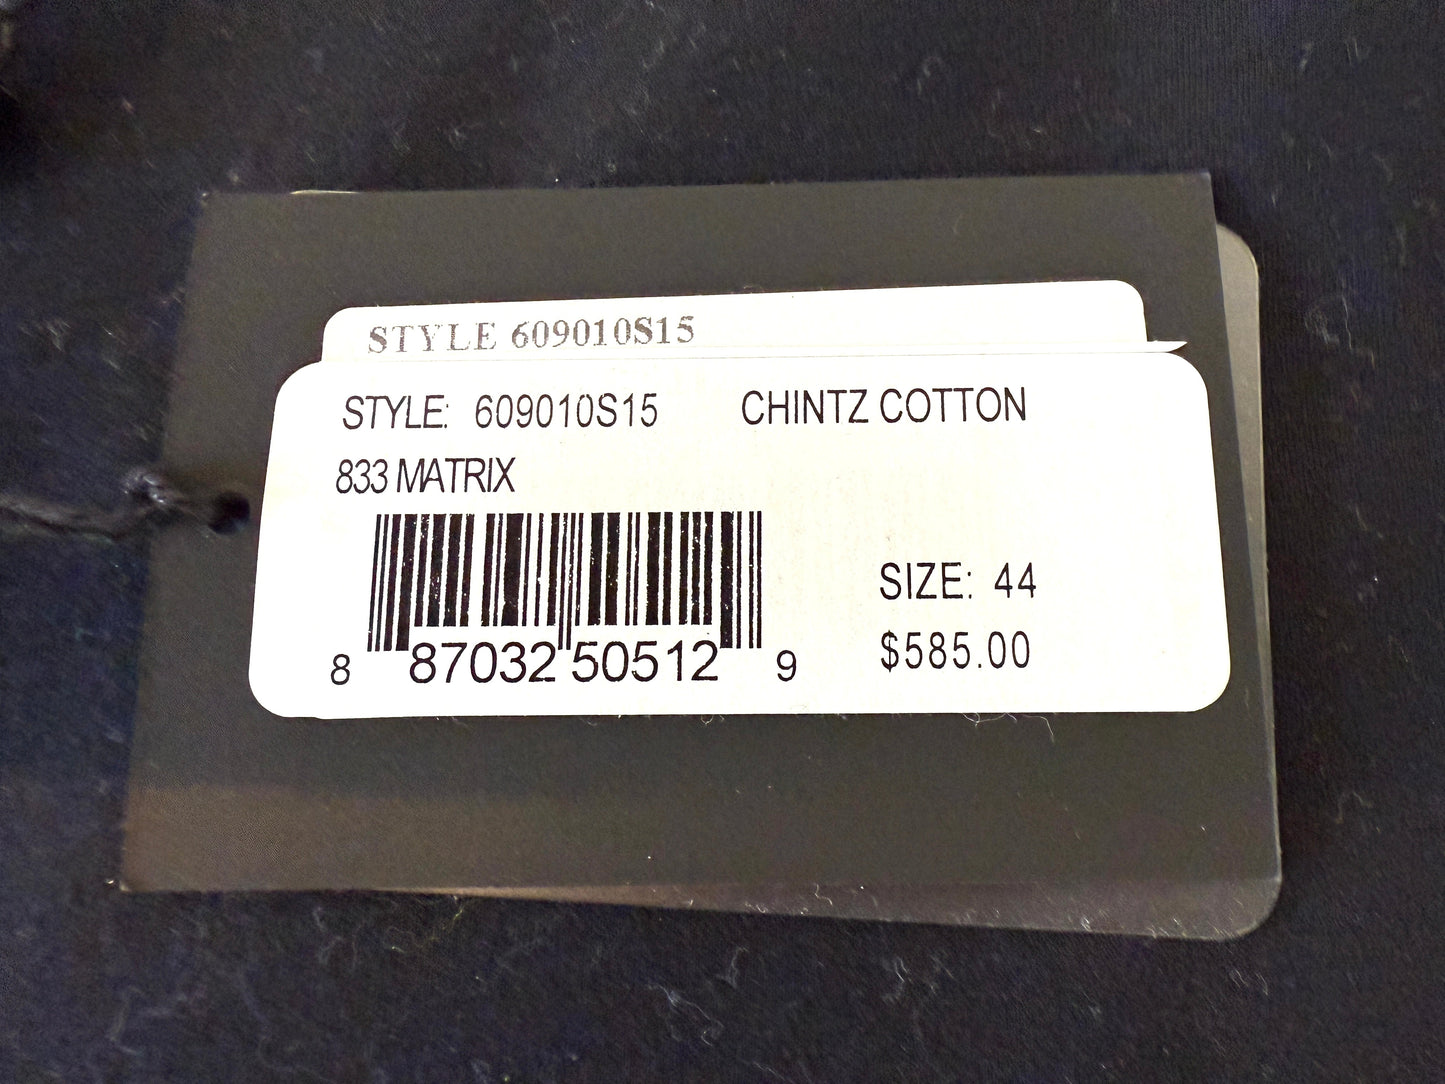 STYLE 609010S15
STYLE: 609010S15 CHINTZ COTTON
833 MATRIX
SIZE: 44
$585.00
8 87032 50512 9